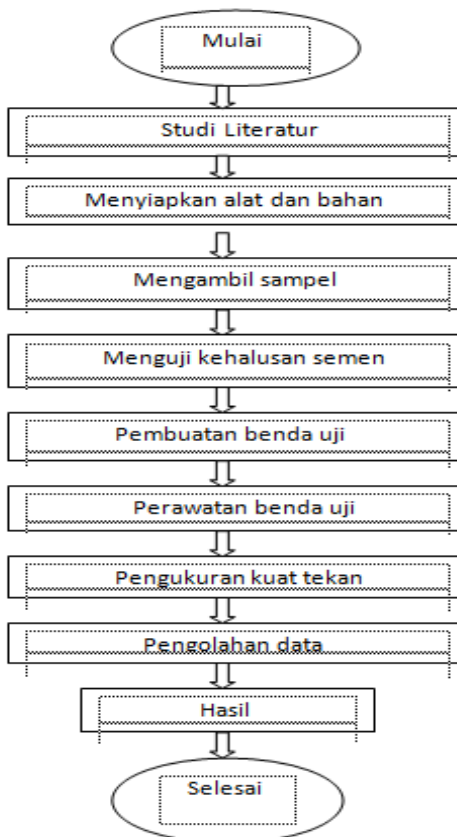 Mulai
Studi Literatur
Menyiapkan alat dan bahan
Mengambil sampel
Menguji kehalusan semen
Pembuatan benda uji
Perawatan benda uji
Pengukuran kuat tekan
Pengolahan data
Hasil
Selesai